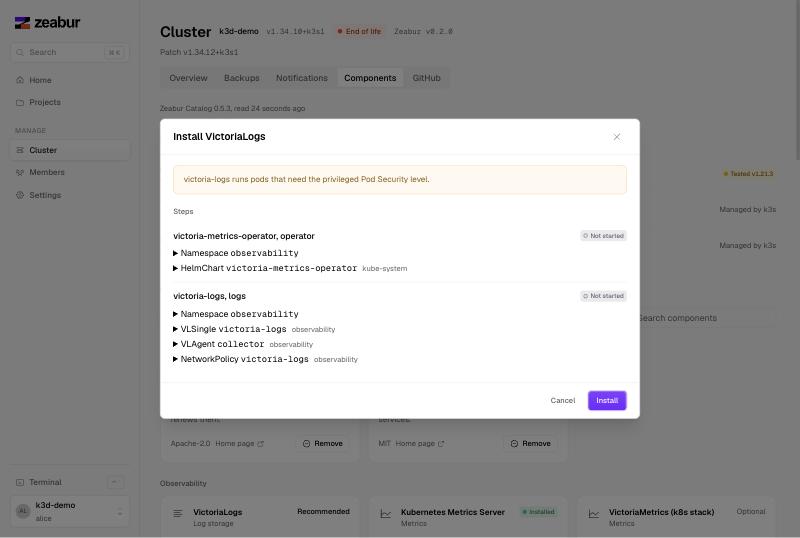 zeabur
Search ⌘K
Home
Projects
MANAGE
Cluster
Members
Settings
Terminal
AL k3d-demo
alice
Cluster k3d-demo v1.34.10+k3s1 End of life Zeabur v0.2.0
Patch v1.34.12+k3s1
Overview Backups Notifications Components GitHub
Zeabur Catalog 0.5.3, read 24 seconds ago
Tested v1.21.3
Managed by k3s
Managed by k3s
Search components
Install VictoriaLogs
victoria-logs runs pods that need the privileged Pod Security level.
Steps
victoria-metrics-operator, operator Not started
Namespace observability
HelmChart victoria-metrics-operator kube-system
victoria-logs, logs Not started
Namespace observability
VLSingle victoria-logs observability
VLAgent collector observability
NetworkPolicy victoria-logs observability
Cancel Install
renews them. services.
Apache-2.0 Home page Remove MIT Home page Remove
Observability
VictoriaLogs Recommended Kubernetes Metrics Server Installed VictoriaMetrics (k8s stack) Optional
Log storage Metrics Metrics